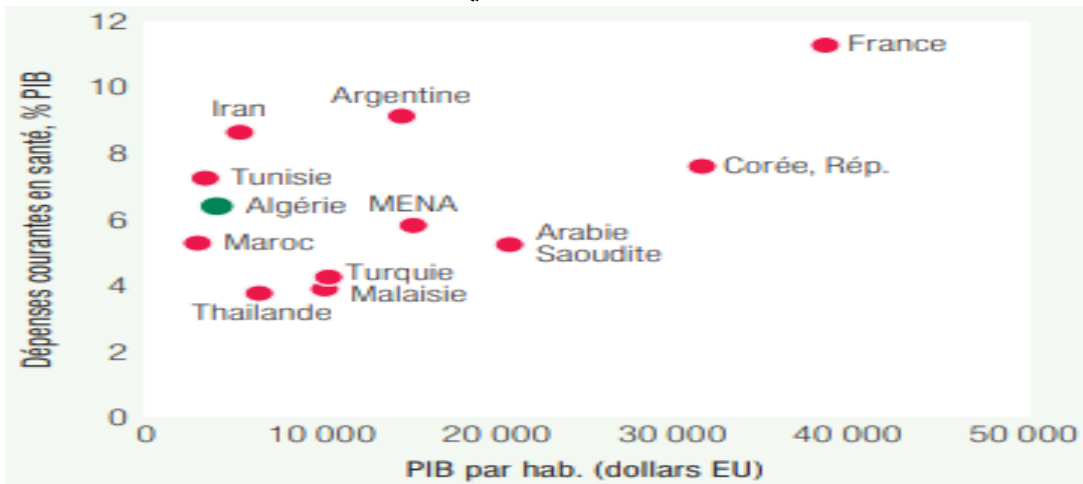 Dépenses courantes en santé, % PIB
12
10
8
6
4
2
0
France
Argentine
Iran
Corée, Rép.
Tunisie
Algérie
MENA
Maroc
Arabie
Saoudite
Turquie
Malaisie
Thaïlande
0 10 000 20 000 30 000 40 000 50 000
PIB par hab. (dollars EU)